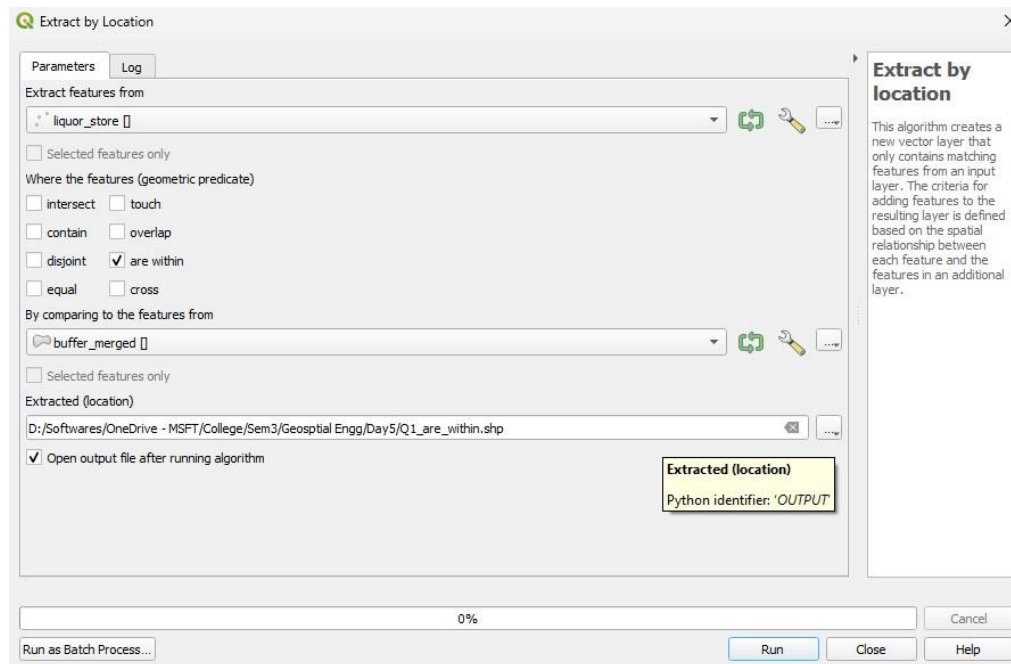 Extract by Location
Parameters Log
Extract features from
liquor_store []
Selected features only
Where the features (geometric predicate)
intersect touch
contain overlap
disjoint are within
equal cross
By comparing to the features from
buffer_merged []
Selected features only
Extracted (location)
D:/Softwares/OneDrive - MSFT/College/Sem3/Geosptial Engg/Day5/Q1_are_within.shp
Open output file after running algorithm
Extracted (location)
Python identifier: 'OUTPUT'
Extract by
location
This algorithm creates a
new vector layer that
only contains matching
features from an input
layer. The criteria for
adding features to the
resulting layer is defined
based on the spatial
relationship between
each feature and the
features in an additional
layer.
0%
Cancel
Run as Batch Process...
Run
Close
Help